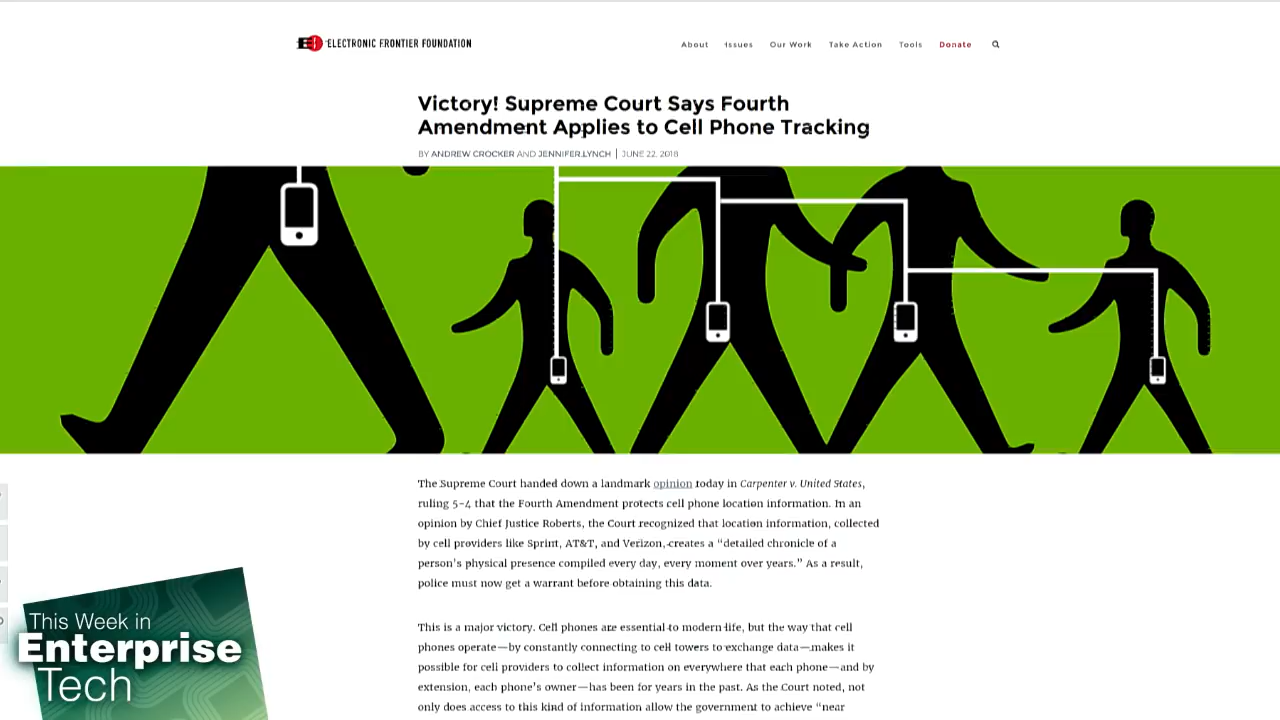 ELECTRONIC FRONTIER FOUNDATION
About Issues Our Work Take Action Tools Donate
Victory! Supreme Court Says Fourth
Amendment Applies to Cell Phone Tracking
BY ANDREW CROCKER AND JENNIFER LYNCH | JUNE 22, 2018
The Supreme Court handed down a landmark opinion today in Carpenter v. United States,
ruling 5-4 that the Fourth Amendment protects cell phone location information. In an
opinion by Chief Justice Roberts, the Court recognized that location information, collected
by cell providers like Sprint, AT&T, and Verizon, creates a “detailed chronicle of a
person’s physical presence compiled every day, every moment over years.” As a result,
police must now get a warrant before obtaining this data.
This is a major victory. Cell phones are essential to modern life, but the way that cell
phones operate—by constantly connecting to cell towers to exchange data—makes it
possible for cell providers to collect information on everywhere that each phone—and by
extension, each phone’s owner—has been for years in the past. As the Court noted, not
only does access to this kind of information allow the government to achieve “near
This Week in
Enterprise
Tech